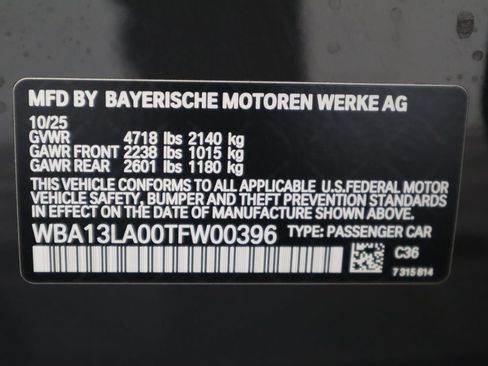 MFD BY BAYERISCHE MOTOREN WERKE AG
10/25
GVWR 4718 lbs 2140 kg
GAWR FRONT 2238 lbs 1015 kg
GAWR REAR 2601 lbs 1180 kg
THIS VEHICLE CONFORMS TO ALL APPLICABLE U.S.FEDERAL MOTOR
VEHICLE SAFETY, BUMPER AND THEFT PREVENTION STANDARDS
IN EFFECT ON THE DATE OF MANUFACTURE SHOWN ABOVE.
WBA13LA00TFW00396 TYPE: PASSENGER CAR
C36
7 315 814